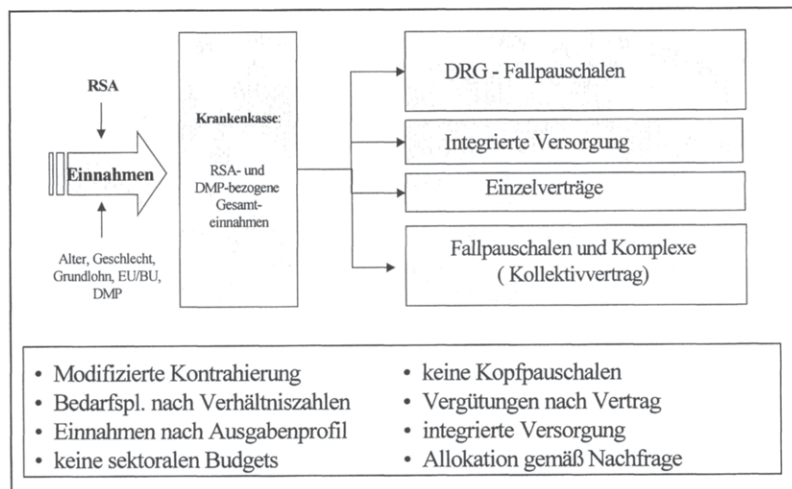 RSA
Einnahmen
Alter, Geschlecht,
Grundlohn, EU/BU,
DMP
Krankenkasse:
RSA- und
DMP-bezogene
Gesamt-
einnahmen
DRG - Fallpauschalen
Integrierte Versorgung
Einzelverträge
Fallpauschalen und Komplexe
( Kollektivvertrag)
• Modifizierte Kontrahierung
• Bedarfspl. nach Verhältniszahlen
• Einnahmen nach Ausgabenprofil
• keine sektoralen Budgets
• keine Kopfpauschalen
• Vergütungen nach Vertrag
• integrierte Versorgung
• Allokation gemäß Nachfrage